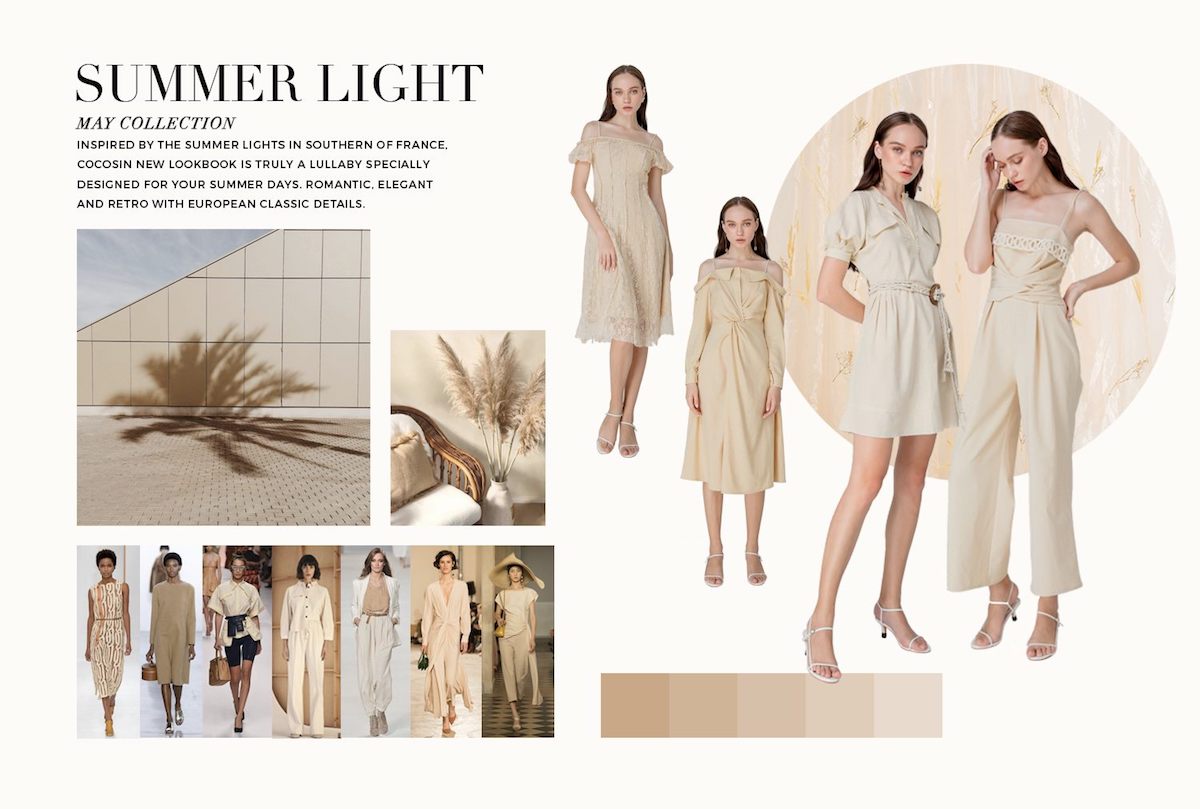 SUMMER LIGHT
MAY COLLECTION
INSPIRED BY THE SUMMER LIGHTS IN SOUTHERN OF FRANCE,
COCOSIN NEW LOOKBOOK IS TRULY A LULLABY SPECIALLY
DESIGNED FOR YOUR SUMMER DAYS. ROMANTIC, ELEGANT
AND RETRO WITH EUROPEAN CLASSIC DETAILS.